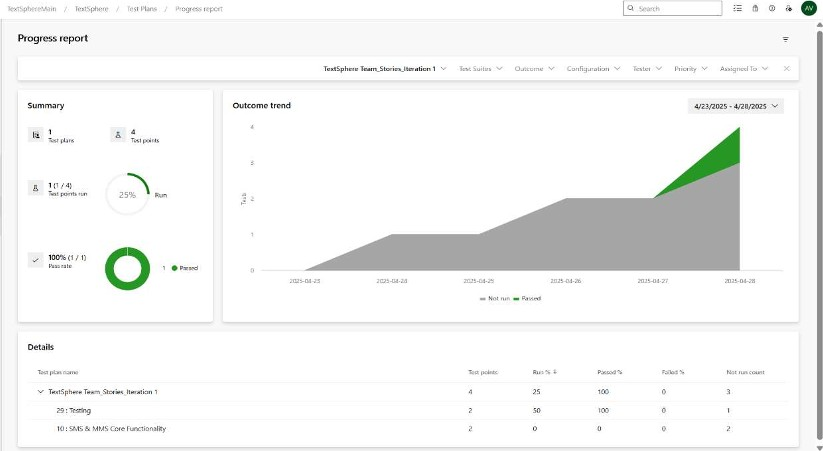 TextSphereMain / TextSphere / Test Plans / Progress report
Search
AV
Progress report
TextSphere Team_Stories_Iteration 1 Test Suites Outcome Configuration Tester Priority Assigned To
Summary
1
Test plans
4
Test points
1 (1 / 4)
Test points run
25%
Run
100% (1 / 1)
Passrate
1 Passed
Outcome trend
4/23/2025 - 4/28/2025
4
3
2
1
0
Tests
2025-04-23 2025-04-24 2025-04-25 2025-04-26 2025-04-27 2025-04-28
Not run Passed
Details
Test plan name Test points Run % Passed % Failed % Not run count
TextSphere Team_Stories_Iteration 1 4 25 100 0 3
29 : Testing 2 50 100 0 1
10 : SMS & MMS Core Functionality 2 0 0 0 2